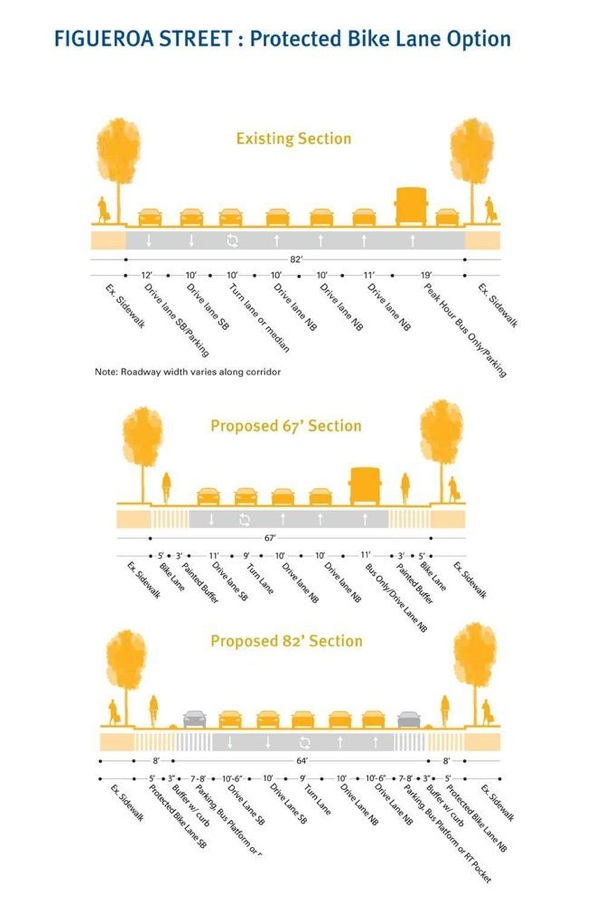 FIGUEROA STREET : Protected Bike Lane Option
Existing Section
82'
12' 10' 10' 10' 10' 11' 19'
Ex. Sidewalk
Drive lane SB/Parking
Drive lane SB
Turn lane or median
Drive lane NB
Drive lane NB
Drive lane NB
Peak Hour Bus Only/Parking
Ex. Sidewalk
Note: Roadway width varies along corridor
Proposed 67' Section
67'
5' 3' 11' 9' 10' 10' 11' 3' 5'
Ex. Sidewalk
Bike Lane
Painted Buffer
Drive lane SB
Turn Lane
Drive lane NB
Drive lane NB
Bus Only/Drive Lane NB
Painted Buffer
Bike Lane
Ex. Sidewalk
Proposed 82' Section
8' 64' 8'
5' 3" 7-8' 10'-6" 10' 9' 10' 10'-6" 7-8' 3" 5'
Ex. Sidewalk
Protected Bike Lane SB
Buffer w/ curb
Parking, Bus Platform or
Drive Lane SB
Drive Lane SB
Turn Lane
Drive Lane NB
Drive Lane NB
Parking, Bus Platform or RT Pocket
Buffer w/ curb
Protected Bike Lane NB
Ex. Sidewalk